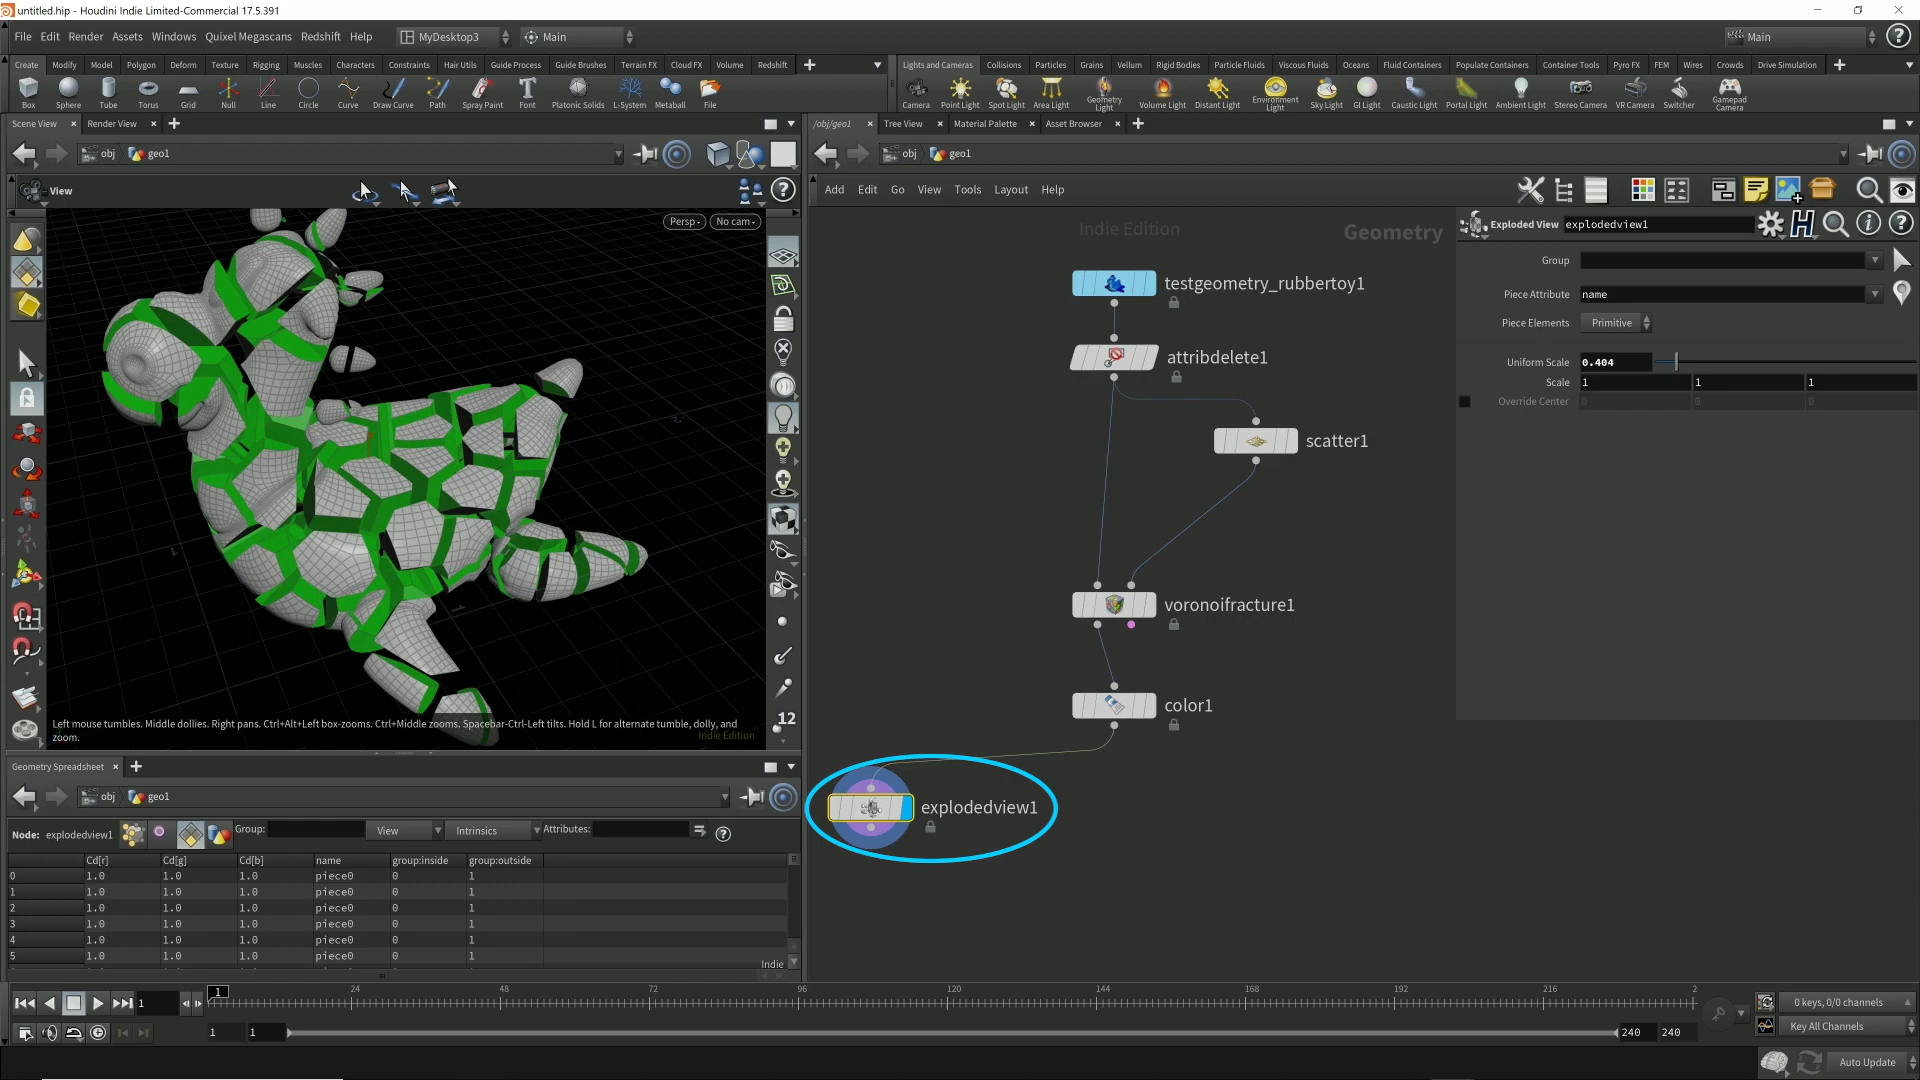 untitled.hip - Houdini Indie Limited-Commercial 17.5.391
File Edit Render Assets Windows Quixel Megascans Redshift Help MyDesktop3 Main Main
Create Modify Model Polygon Deform Texture Rigging Muscles Characters Constraints Hair Utils Guide Process Guide Brushes Terrain FX Cloud FX Volume Redshift
Lights and Cameras Collisions Particles Grains Vellum Rigid Bodies Particle Fluids Viscous Fluids Oceans Fluid Containers Populate Containers Container Tools Pyro FX FEM Wires Crowds Drive Simulation
Box Sphere Tube Torus Grid Null Line Circle Curve Draw Curve Path Spray Paint Font Platonic Solids L-System Metaball File
Camera Point Light Spot Light Area Light Geometry Light Volume Light Distant Light Environment Light Sky Light GI Light Caustic Light Portal Light Ambient Light Stereo Camera VR Camera Switcher Gamepad Camera
Scene View Render View
/obj/geo1 Tree View Material Palette Asset Browser
obj geo1
obj geo1
View
Add Edit Go View Tools Layout Help
Persp No cam
Indie Edition Geometry
Exploded View explodedview1
Group
Piece Attribute name
Piece Elements Primitive
Uniform Scale 0.404
Scale 1 1 1
Override Center 0 0 0
testgeometry_rubbertoy1
attribdelete1
scatter1
voronoifracture1
color1
explodedview1
12
Left mouse tumbles. Middle dollies. Right pans. Ctrl+Alt+Left box-zooms. Ctrl+Middle zooms. Spacebar-Ctrl-Left tilts. Hold L for alternate tumble, dolly, and
zoom.
Indie Edition
Geometry Spreadsheet
obj geo1
Node: explodedview1 Group: View Intrinsics Attributes:
Cd[r] Cd[g] Cd[b] name group:inside group:outside
0 1.0 1.0 1.0 piece0 0 1
1 1.0 1.0 1.0 piece0 0 1
2 1.0 1.0 1.0 piece0 0 1
3 1.0 1.0 1.0 piece0 0 1
4 1.0 1.0 1.0 piece0 0 1
5 1.0 1.0 1.0 piece0 0 1
Indie
1 1 24 48 72 96 120 144 168 192 216 2
0 keys, 0/0 channels
1 1 240 240
Key All Channels
Auto Update